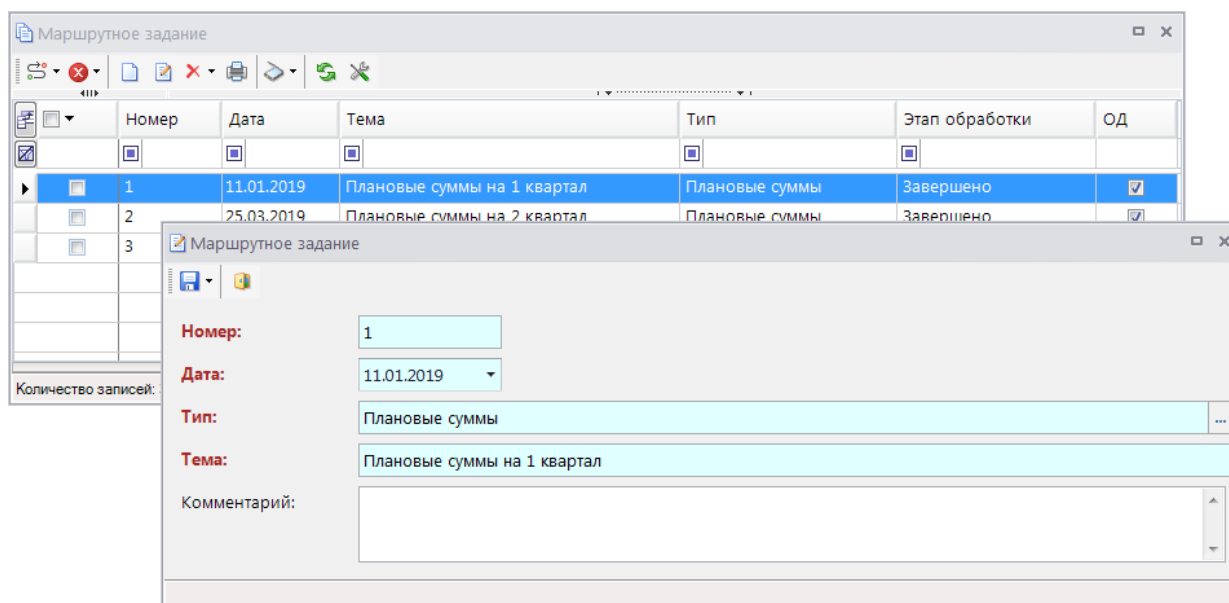 Маршрутное задание
Номер Дата Тема Тип Этап обработки ОД
1 11.01.2019 Плановые суммы на 1 квартал Плановые суммы Завершено
2 25.03.2019 Плановые суммы на 2 квартал Плановые суммы Завершено
3
Количество записей:
Маршрутное задание
Номер: 1
Дата: 11.01.2019
Тип: Плановые суммы ...
Тема: Плановые суммы на 1 квартал
Комментарий: